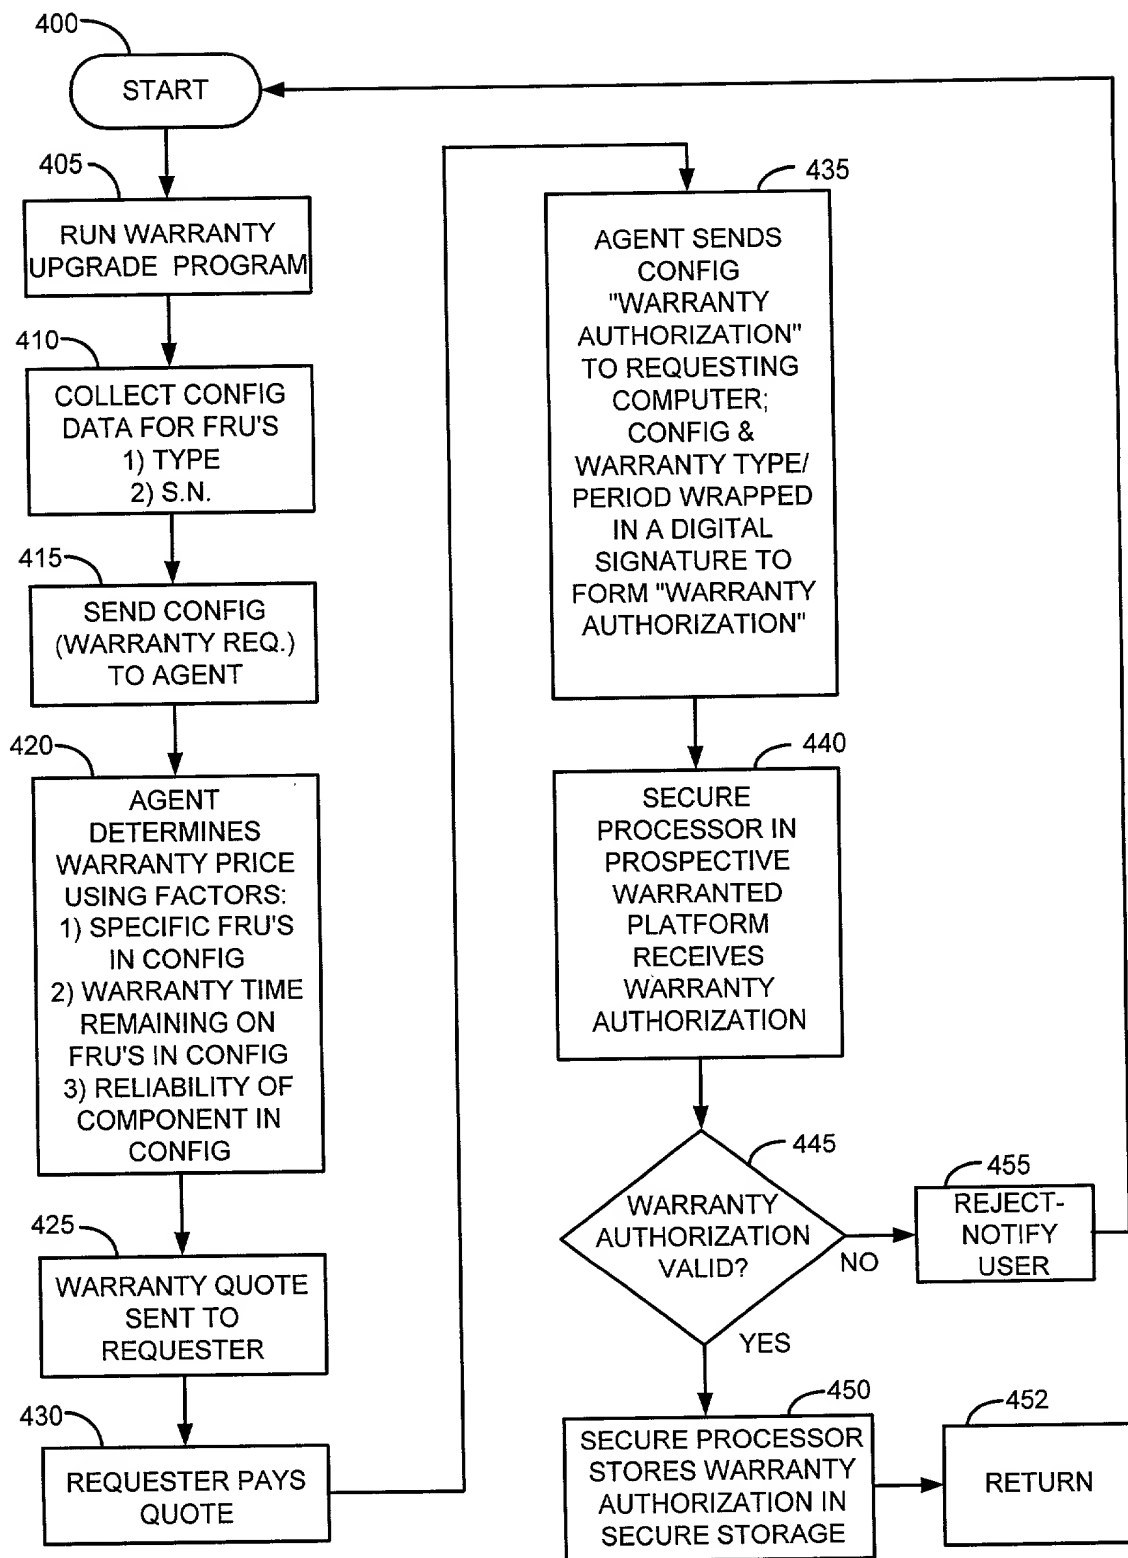 400
START
405
RUN WARRANTY
UPGRADE PROGRAM
410
COLLECT CONFIG
DATA FOR FRU'S
1) TYPE
2) S.N.
415
SEND CONFIG
(WARRANTY REQ.)
TO AGENT
420
AGENT
DETERMINES
WARRANTY PRICE
USING FACTORS:
1) SPECIFIC FRU'S
IN CONFIG
2) WARRANTY TIME
REMAINING ON
FRU'S IN CONFIG
3) RELIABILITY OF
COMPONENT IN
CONFIG
425
WARRANTY QUOTE
SENT TO
REQUESTER
430
REQUESTER PAYS
QUOTE
435
AGENT SENDS
CONFIG
"WARRANTY
AUTHORIZATION"
TO REQUESTING
COMPUTER;
CONFIG &
WARRANTY TYPE/
PERIOD WRAPPED
IN A DIGITAL
SIGNATURE TO
FORM "WARRANTY
AUTHORIZATION"
440
SECURE
PROCESSOR IN
PROSPECTIVE
WARRANTED
PLATFORM
RECEIVES
WARRANTY
AUTHORIZATION
445
WARRANTY
AUTHORIZATION
VALID?
NO
YES
455
REJECT-
NOTIFY
USER
450
SECURE PROCESSOR
STORES WARRANTY
AUTHORIZATION IN
SECURE STORAGE
452
RETURN